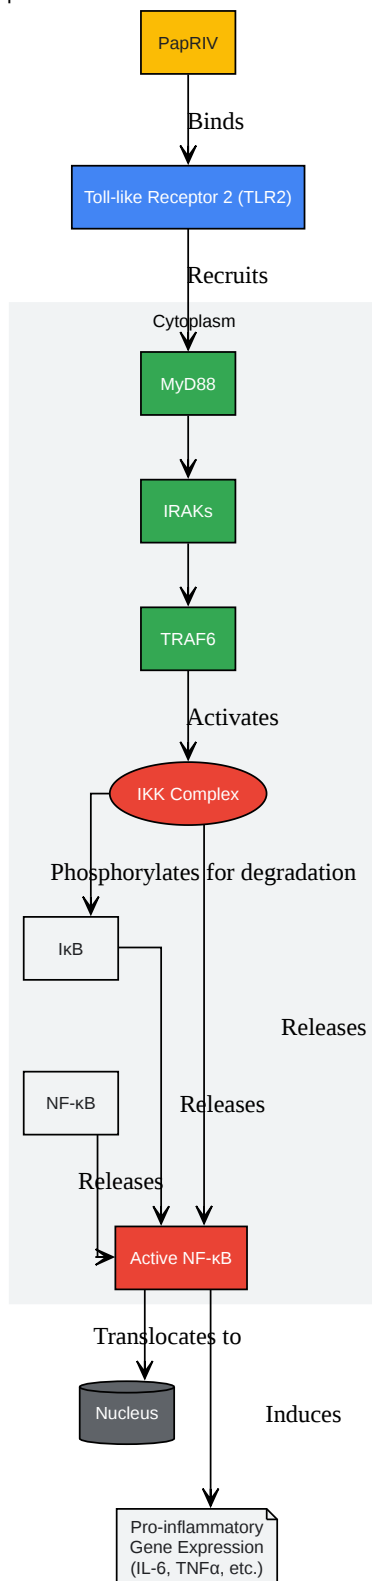 PapRIV
Binds
Toll-like Receptor 2 (TLR2)
Recruits
Cytoplasm
MyD88
IRAKs
TRAF6
Activates
IKK Complex
Phosphorylates for degradation
IκB
Releases
NF-κB
Releases
Releases
Active NF-κB
Translocates to
Nucleus
Induces
Pro-inflammatory
Gene Expression
(IL-6, TNFα, etc.)